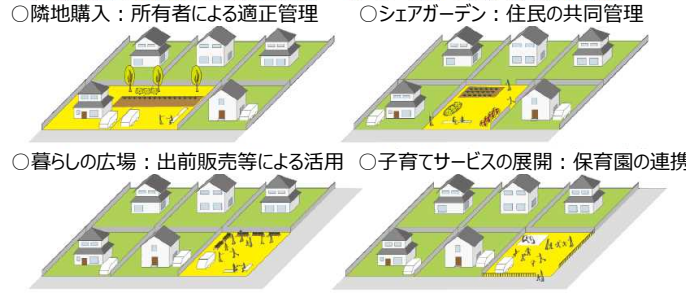 ○隣地購入：所有者による適正管理
○シェアガーデン：住民の共同管理
○暮らしの広場：出前販売等による活用
○子育てサービスの展開：保育園の連携